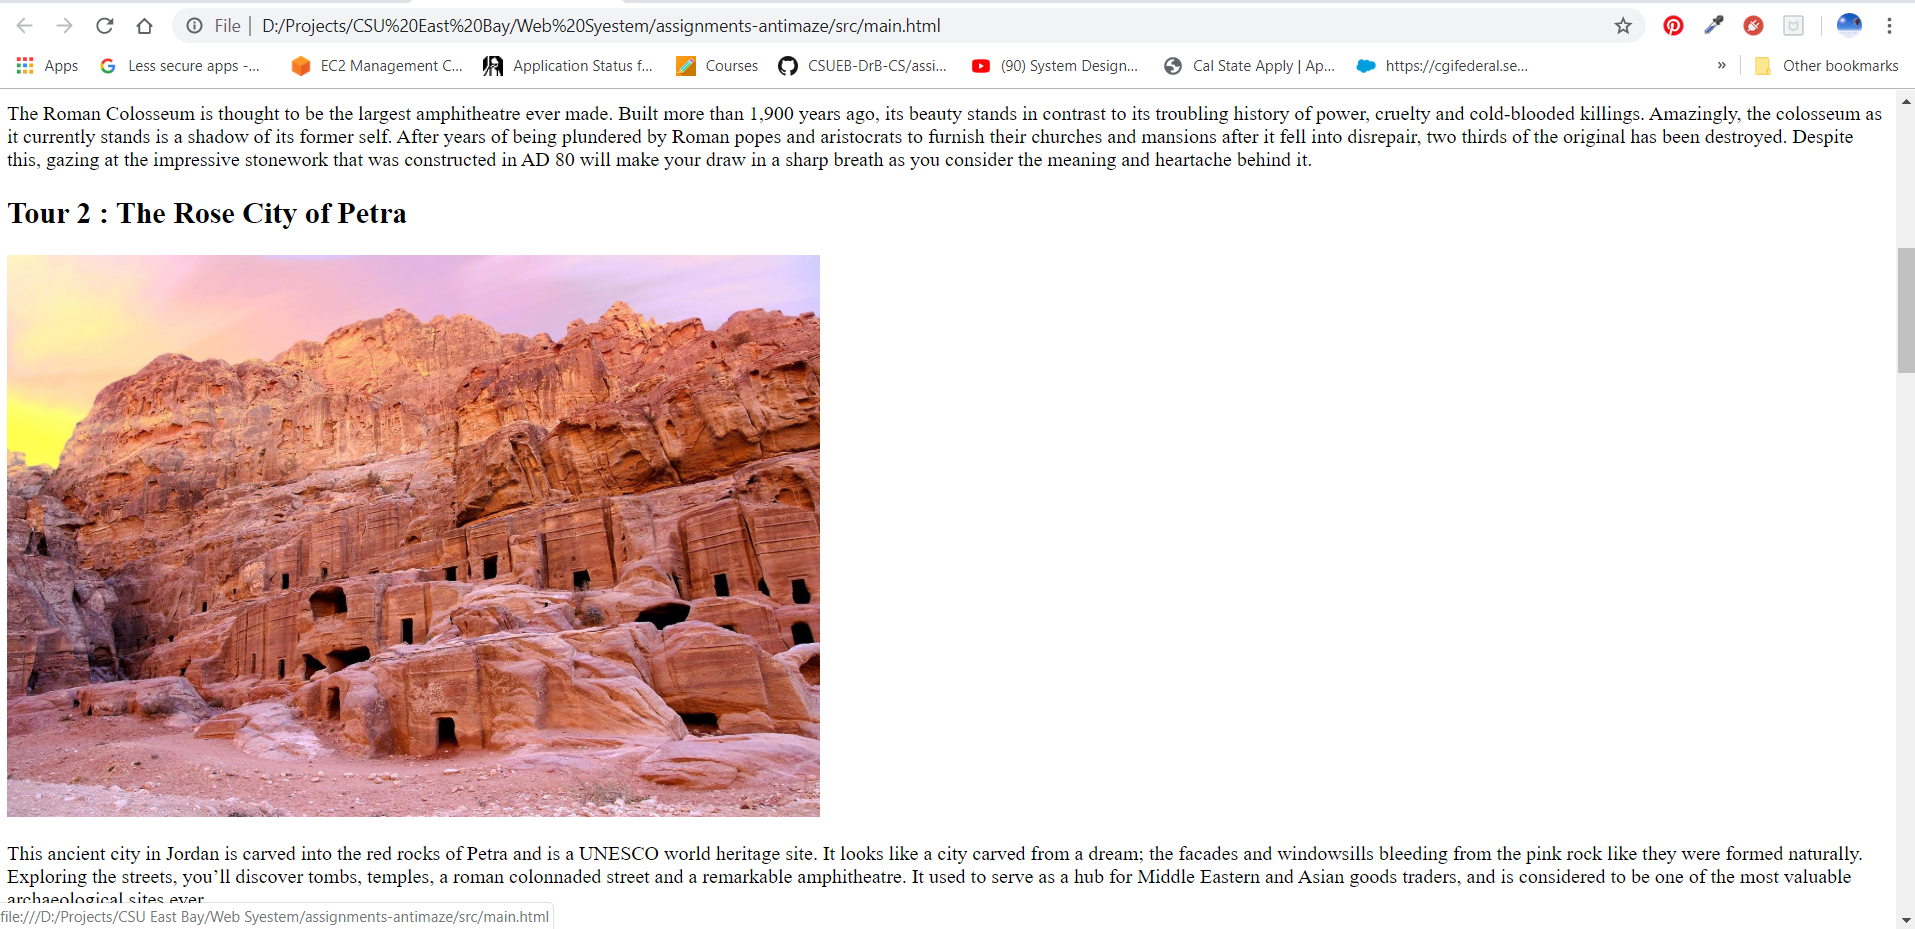 File | D:/Projects/CSU%20East%20Bay/Web%20Syestem/assignments-antimaze/src/main.html
Apps Less secure apps -... EC2 Management C... Application Status f... Courses CSUEB-DrB-CS/assi... (90) System Design... Cal State Apply | Ap... https://cgifederal.se... » Other bookmarks
The Roman Colosseum is thought to be the largest amphitheatre ever made. Built more than 1,900 years ago, its beauty stands in contrast to its troubling history of power, cruelty and cold-blooded killings. Amazingly, the colosseum as
it currently stands is a shadow of its former self. After years of being plundered by Roman popes and aristocrats to furnish their churches and mansions after it fell into disrepair, two thirds of the original has been destroyed. Despite
this, gazing at the impressive stonework that was constructed in AD 80 will make your draw in a sharp breath as you consider the meaning and heartache behind it.
Tour 2 : The Rose City of Petra
This ancient city in Jordan is carved into the red rocks of Petra and is a UNESCO world heritage site. It looks like a city carved from a dream; the facades and windowsills bleeding from the pink rock like they were formed naturally.
Exploring the streets, you’ll discover tombs, temples, a roman colonnaded street and a remarkable amphitheatre. It used to serve as a hub for Middle Eastern and Asian goods traders, and is considered to be one of the most valuable
archaeological sites ever
file:///D:/Projects/CSU East Bay/Web Syestem/assignments-antimaze/src/main.html